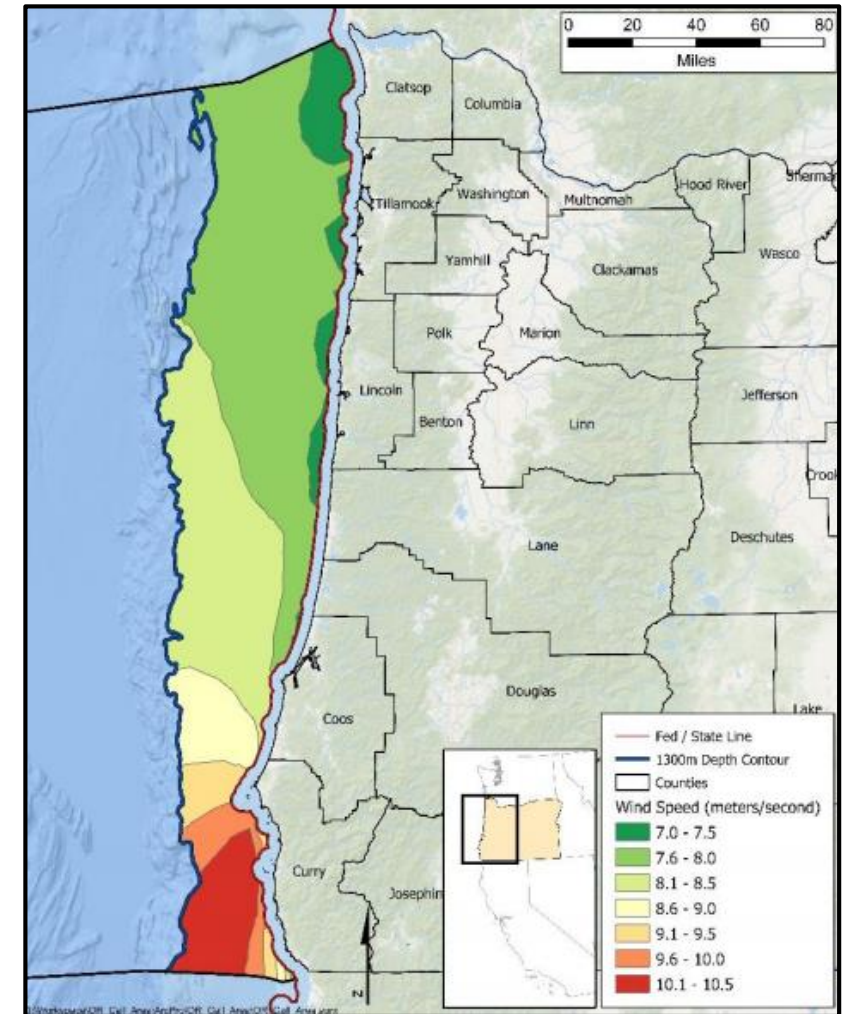 0 20 40 60 80
Miles
Clatsop
Columbia
Tillamook
Washington
Multnomah
Hood River
Sherma
Yamhill
Clackamas
Wasco
Polk
Marion
Lincoln
Benton
Linn
Jefferson
Crook
Lane
Deschutes
Douglas
Lake
Coos
Curry
Josephin
Fed / State Line
1300m Depth Contour
Counties
Wind Speed (meters/second)
7.0 - 7.5
7.6 - 8.0
8.1 - 8.5
8.6 - 9.0
9.1 - 9.5
9.6 - 10.0
10.1 - 10.5
N